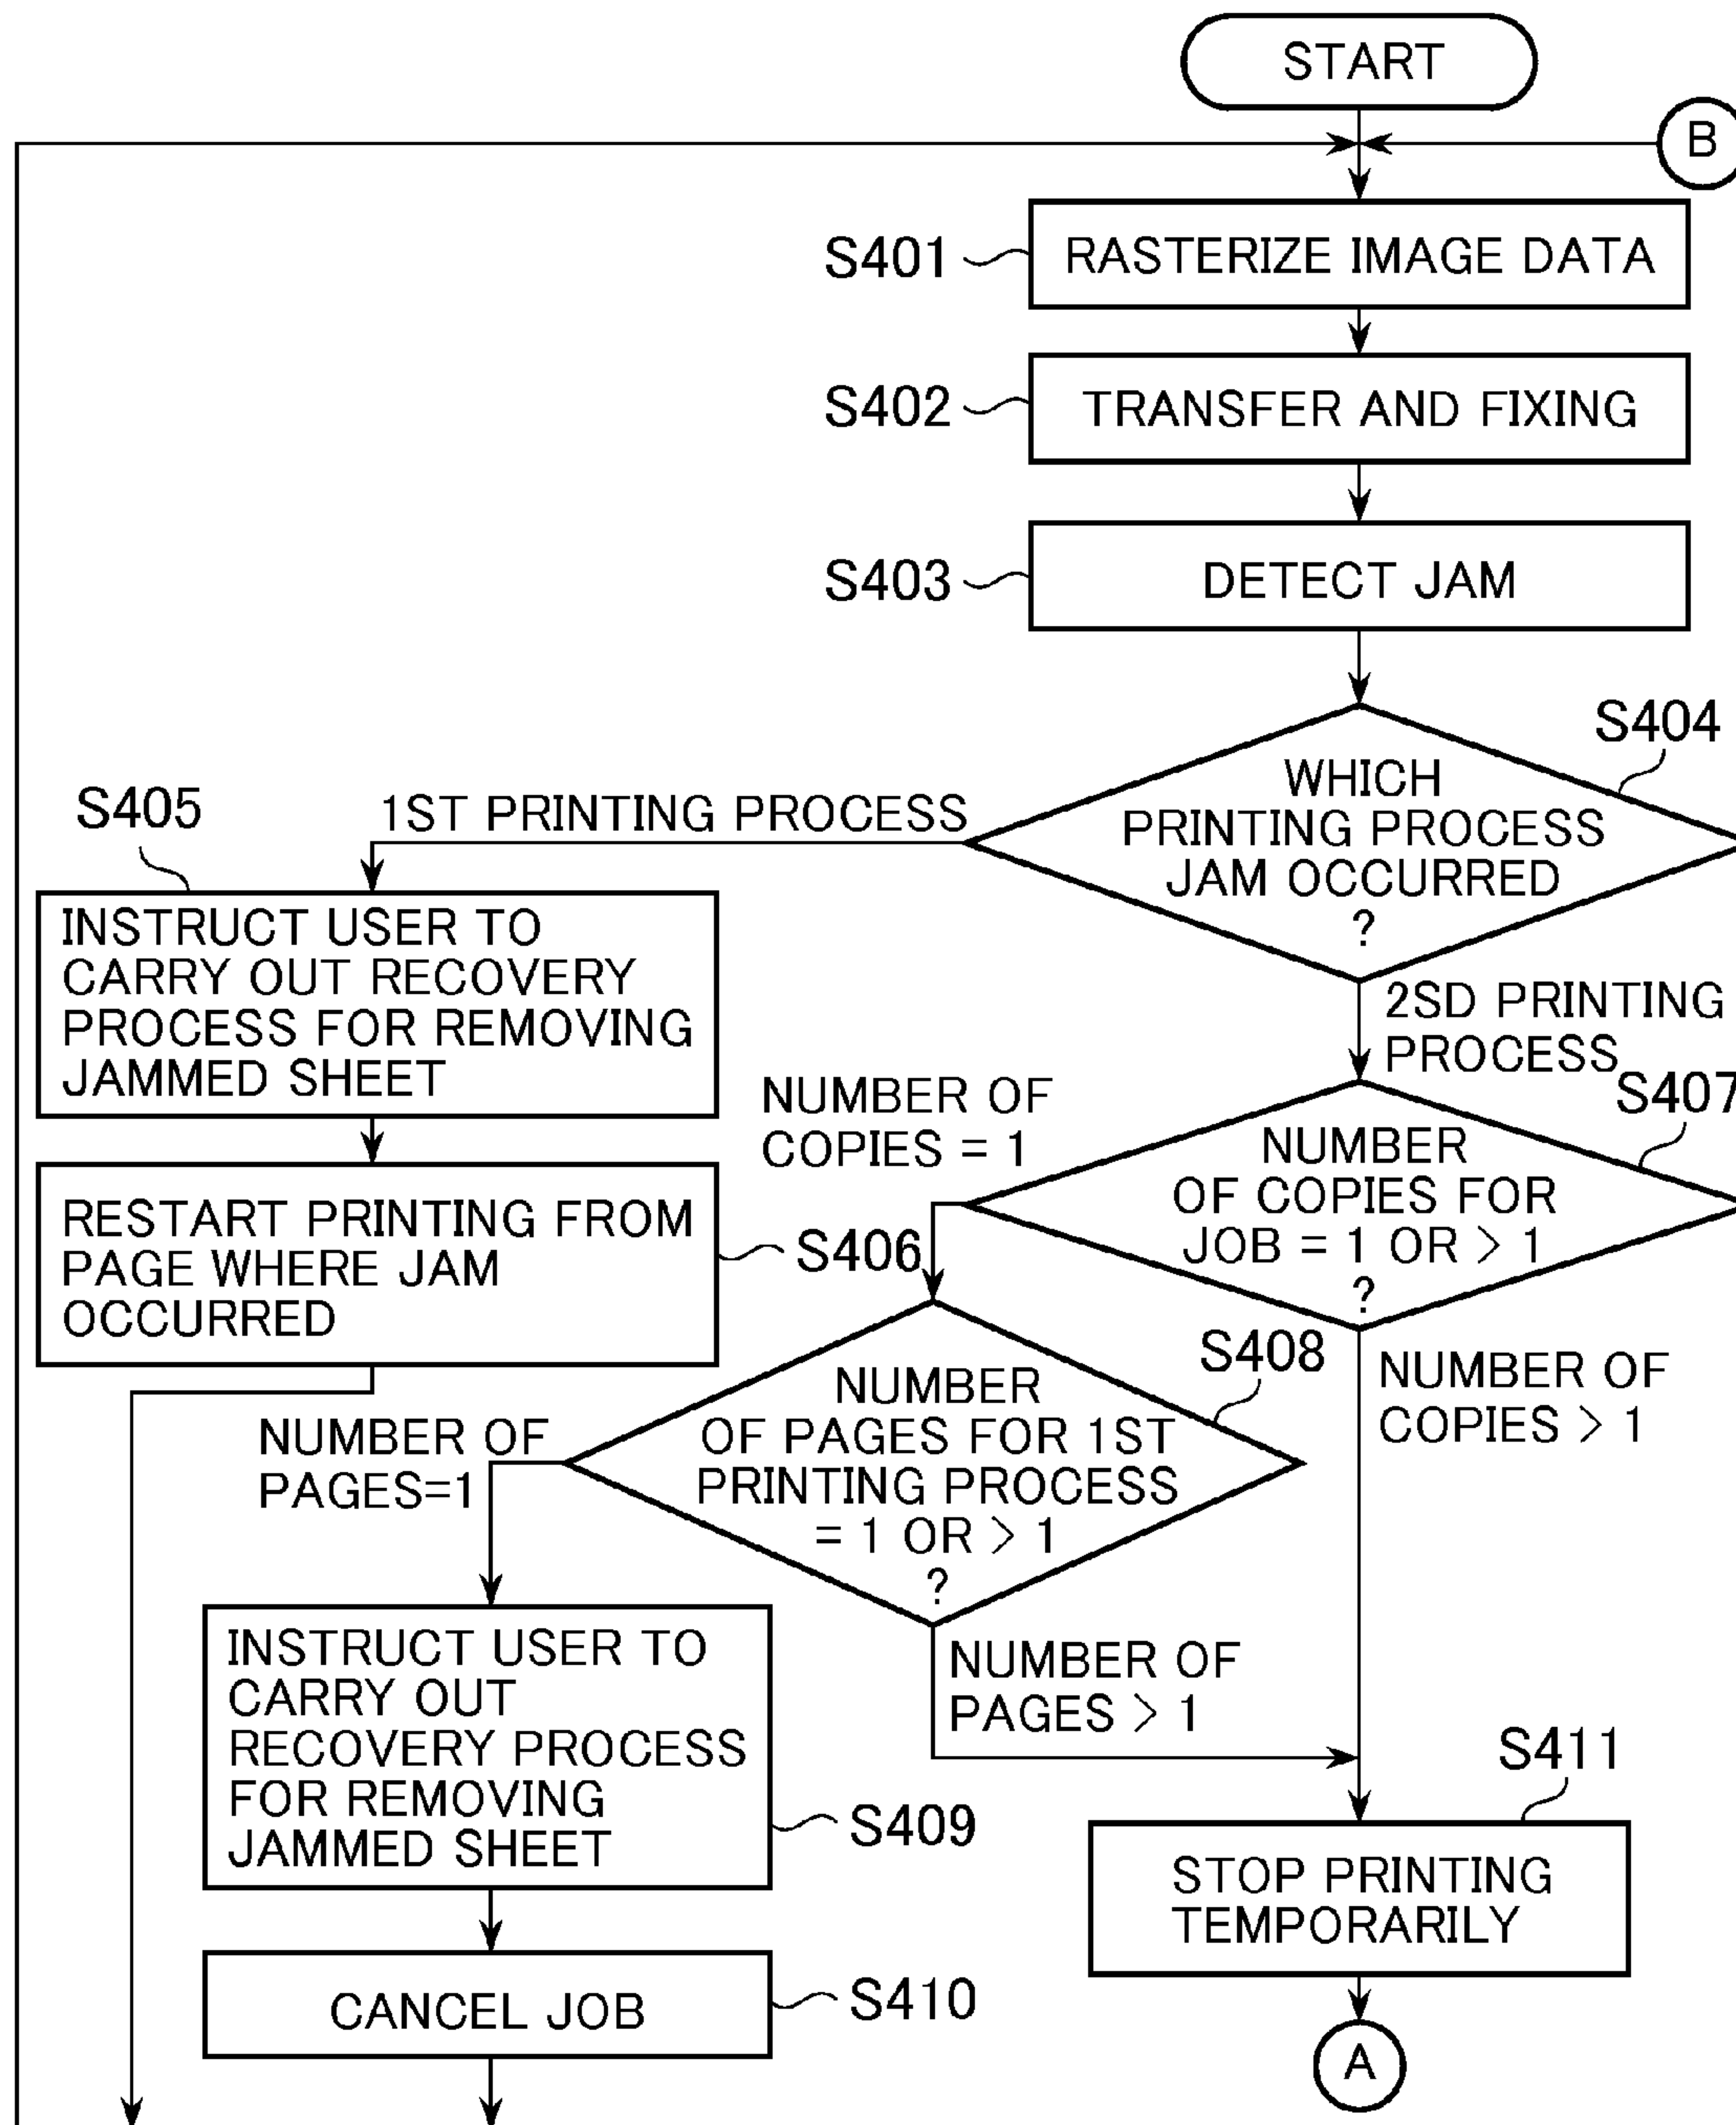 START
B
S401
RASTERIZE IMAGE DATA
S402
TRANSFER AND FIXING
S403
DETECT JAM
S404
WHICH
PRINTING PROCESS
JAM OCCURRED
?
1ST PRINTING PROCESS
S405
INSTRUCT USER TO
CARRY OUT RECOVERY
PROCESS FOR REMOVING
JAMMED SHEET
2SD PRINTING
PROCESS
S406
RESTART PRINTING FROM
PAGE WHERE JAM
OCCURRED
S407
NUMBER
OF COPIES FOR
JOB = 1 OR > 1
?
NUMBER OF
COPIES = 1
NUMBER OF
COPIES > 1
S408
NUMBER
OF PAGES FOR 1ST
PRINTING PROCESS
= 1 OR > 1
?
NUMBER OF
PAGES=1
NUMBER OF
PAGES > 1
INSTRUCT USER TO
CARRY OUT
RECOVERY PROCESS
FOR REMOVING
JAMMED SHEET
S409
CANCEL JOB
S410
S411
STOP PRINTING
TEMPORARILY
A